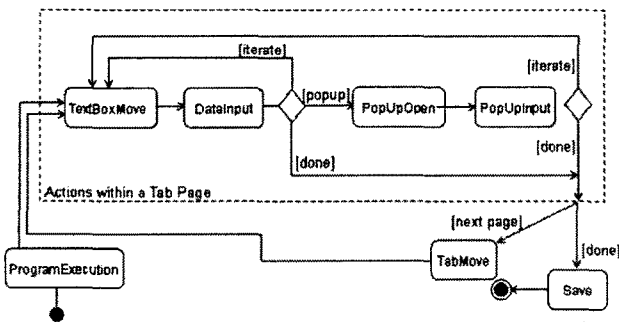 [iterate]
[iterate]
TextBoxMove
DataInput
[popup]
PopUpOpen
PopUpInput
[done]
[done]
Actions within a Tab Page
[next page]
ProgramExecution
TabMove
[done]
Save